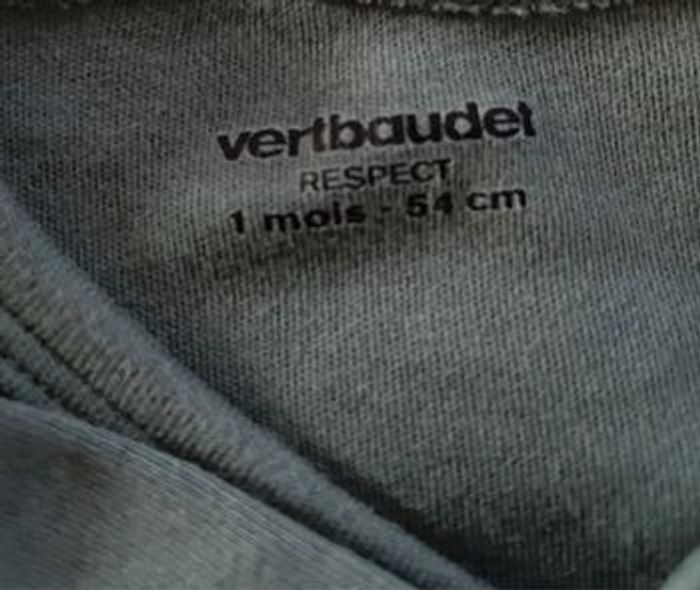 vertbaudet
RESPECT
1 mois - 54 cm